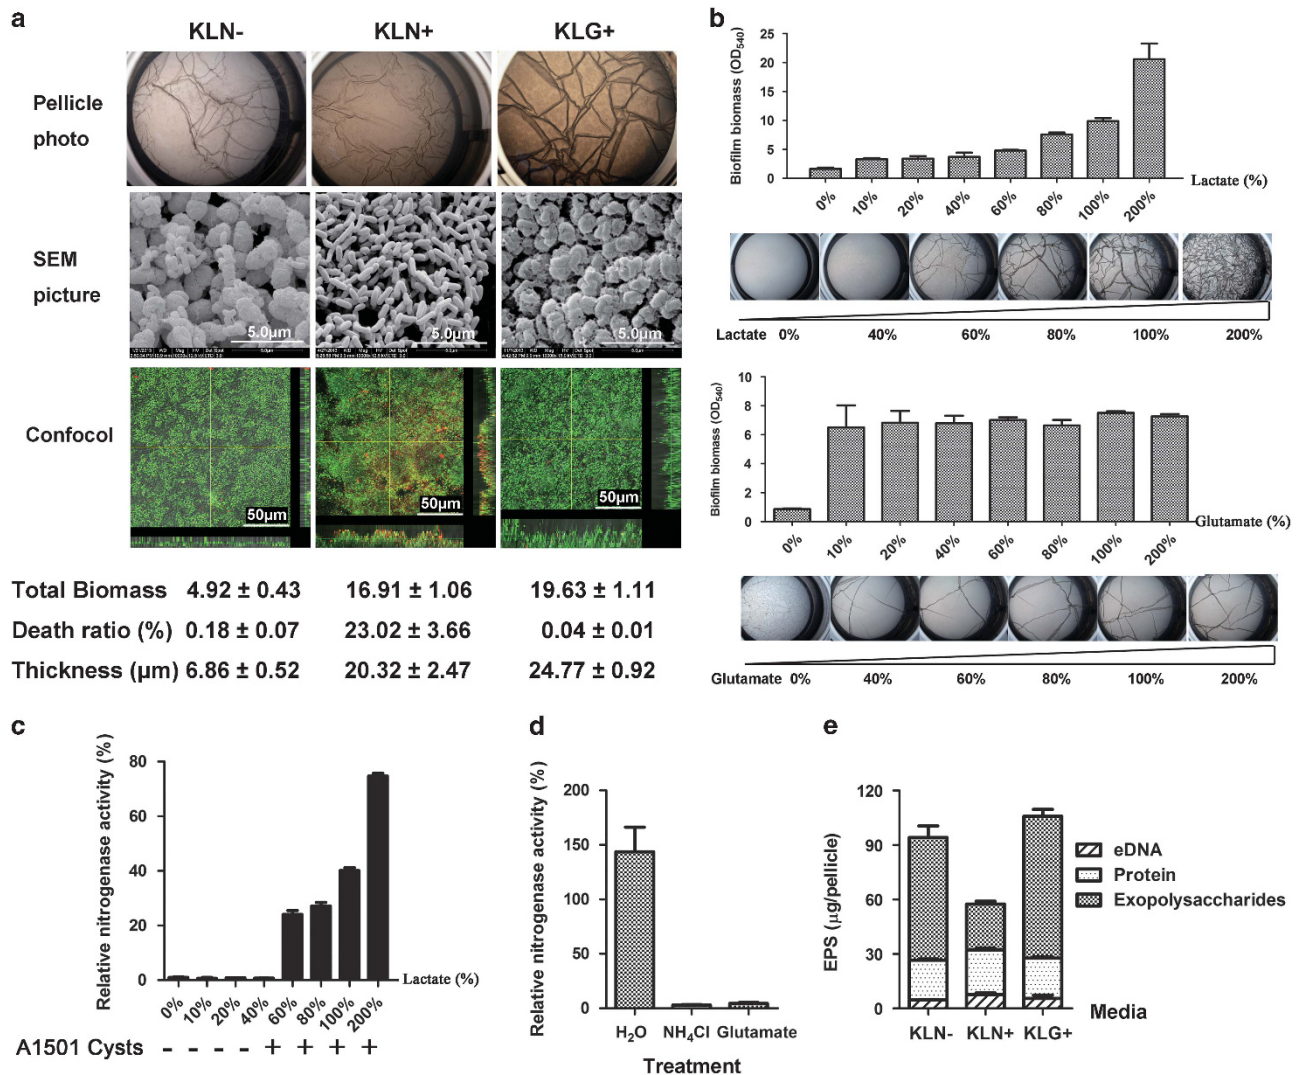 a
KLN- KLN+ KLG+
Pellicle
photo
SEM
picture
5.0µm 5.0µm 5.0µm
Confocol
50µm 50µm 50µm
Total Biomass 4.92 ± 0.43 16.91 ± 1.06 19.63 ± 1.11
Death ratio (%) 0.18 ± 0.07 23.02 ± 3.66 0.04 ± 0.01
Thickness (µm) 6.86 ± 0.52 20.32 ± 2.47 24.77 ± 0.92
b
Biofilm biomass (OD540)
25
20
15
10
5
0
0% 10% 20% 40% 60% 80% 100% 200%
Lactate (%)
Lactate 0% 40% 60% 80% 100% 200%
Biofilm biomass (OD540)
10
8
6
4
2
0
0% 10% 20% 40% 60% 80% 100% 200%
Glutamate (%)
Glutamate 0% 40% 60% 80% 100% 200%
c
Relative nitrogenase activity (%)
80
60
40
20
0
0% 10% 20% 40% 60% 80% 100% 200%
Lactate (%)
A1501 Cysts - - - - + + + +
d
Relative nitrogenase activity (%)
200
150
100
50
0
H2O NH4Cl Glutamate
Treatment
e
EPS (µg/pellicle)
120
90
60
30
0
eDNA
Protein
Exopolysaccharides
KLN- KLN+ KLG+
Media